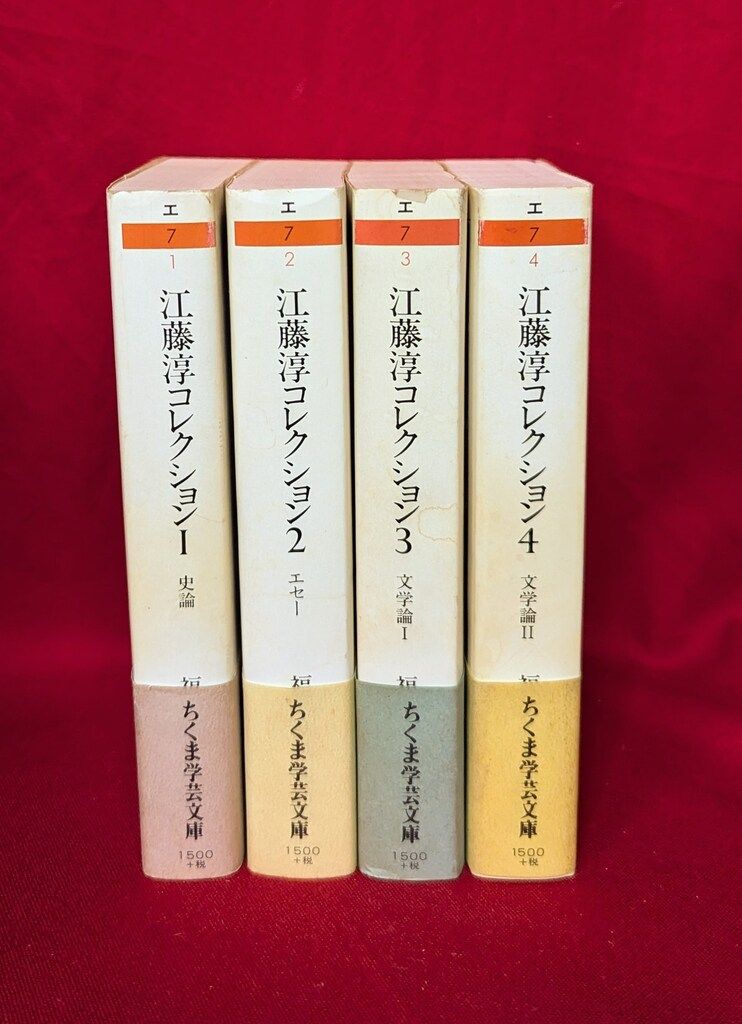 エ
7
1
江藤淳コレクション1
史論
福
ちくま学芸文庫
1500
+税
エ
7
2
江藤淳コレクション2
エセー
福
ちくま学芸文庫
1500
+税
エ
7
3
江藤淳コレクション3
文学論I
福
ちくま学芸文庫
1500
+税
エ
7
4
江藤淳コレクション4
文学論II
福
ちくま学芸文庫
1500
+税